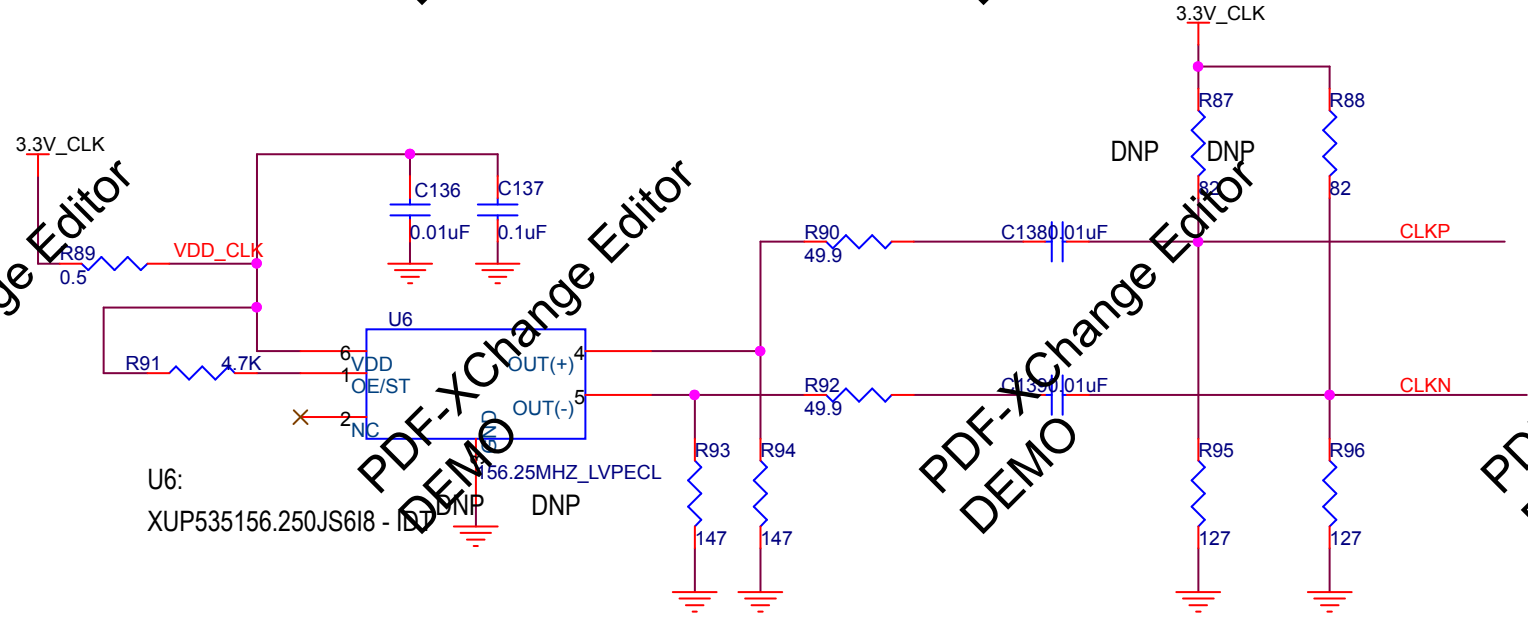 3.3V_CLK
3.3V_CLK
R87
R88
DNP
DNP
82
82
C136
C137
0.01uF
0.1uF
R89
0.5
VDD_CLK
R90
49.9
C138
0.01uF
CLKP
U6
R91
4.7K
6
VDD
1
OE/ST
2
NC
OUT(+)
4
OUT(-)
5
GND
R92
49.9
C139
0.01uF
CLKN
156.25MHZ_LVPECL
R93
R94
R95
R96
U6:
XUP535156.250JS6I8 - IDT
DNP
DNP
147
147
127
127
ge Editor
PDF-XChange Editor
DEMO
PDF-XChange Editor
DEMO